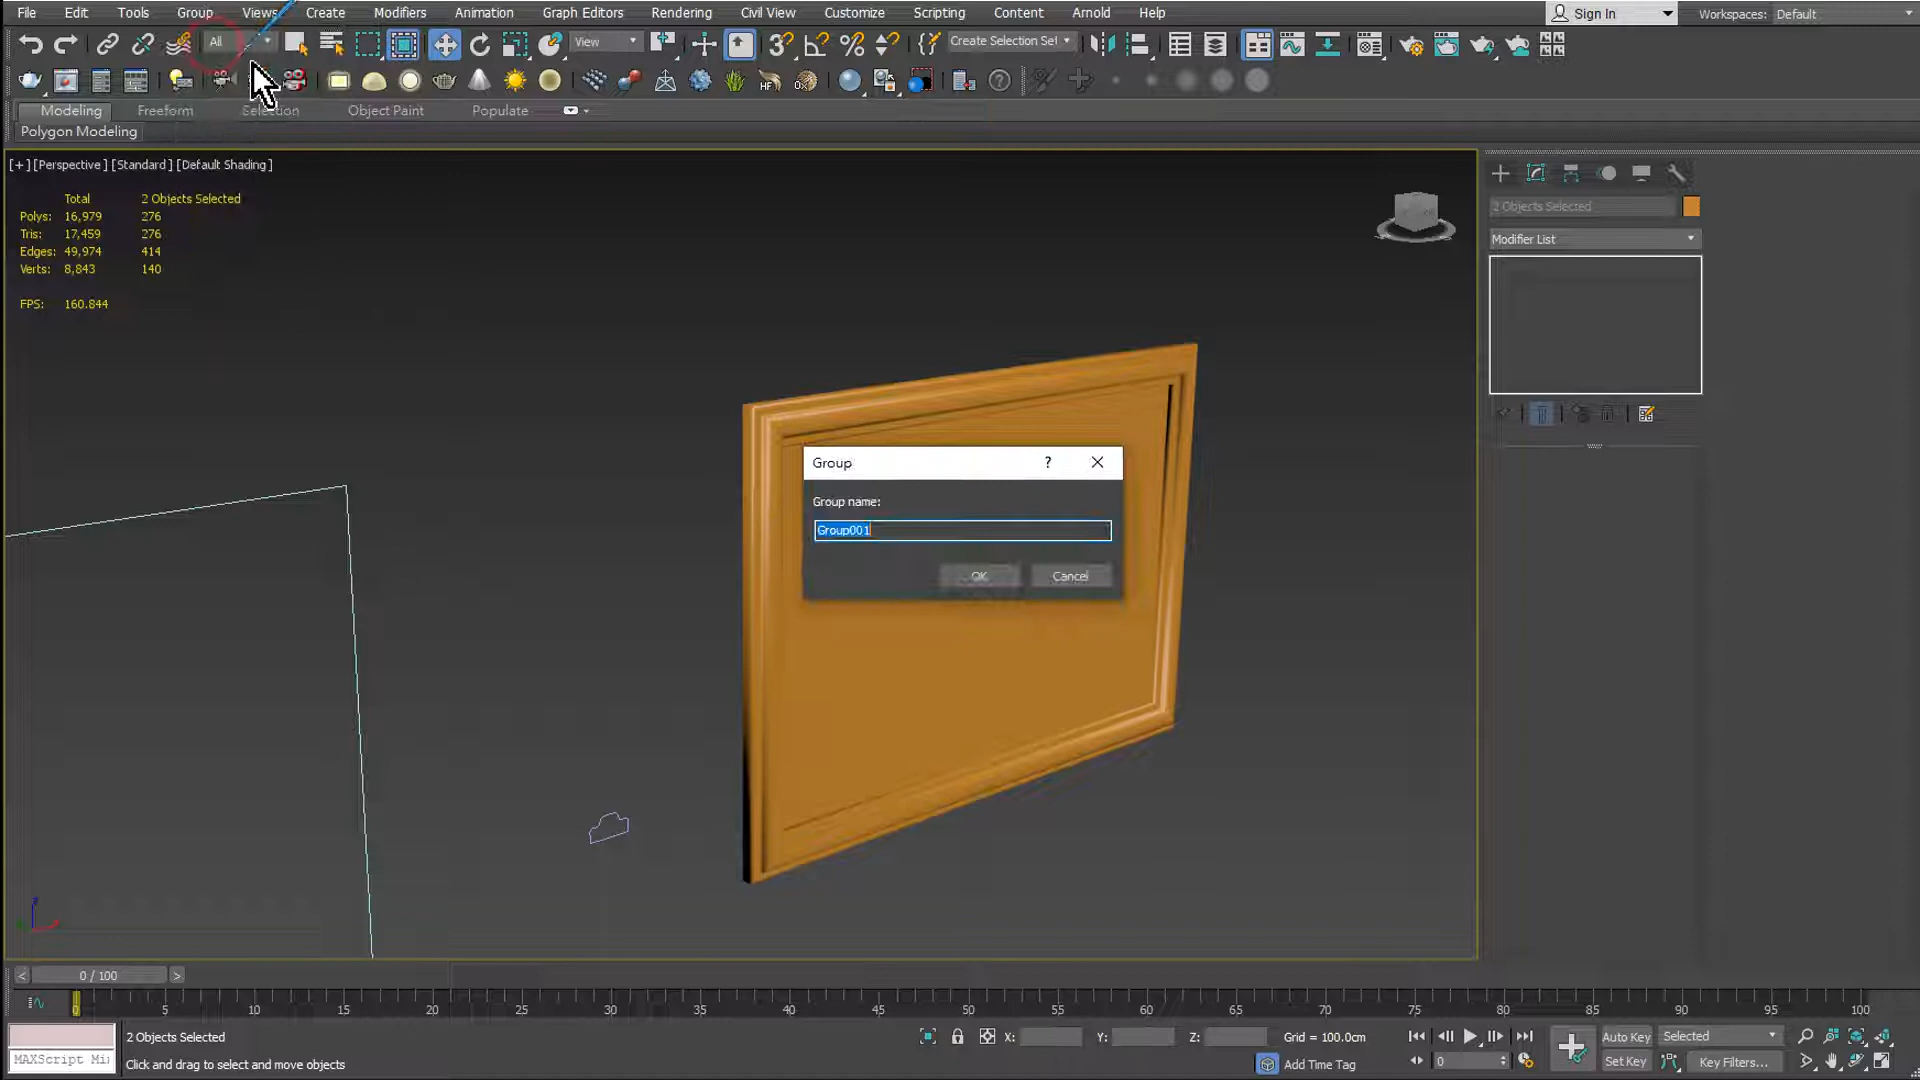 File Edit Tools Group Views Create Modifiers Animation Graph Editors Rendering Civil View Customize Scripting Content Arnold Help Sign In Workspaces: Default
All View Create Selection Set
Modeling Freeform Selection Object Paint Populate
Polygon Modeling
[+] [Perspective] [Standard] [Default Shading]
Total 2 Objects Selected
Polys: 16,979 276
Tris: 17,459 276
Edges: 49,974 414
Verts: 8,843 140
FPS: 160.844
2 Objects Selected
Modifier List
Group ? 
Group name:
Group001
OK Cancel
< 0 / 100 >
0 5 10 15 20 25 30 35 40 45 50 55 60 65 70 75 80 85 90 95 100
2 Objects Selected X: Y: Z: Grid = 100.0cm Auto Key Selected
MAXScript Mi Click and drag to select and move objects Add Time Tag 0 Set Key Key Filters...